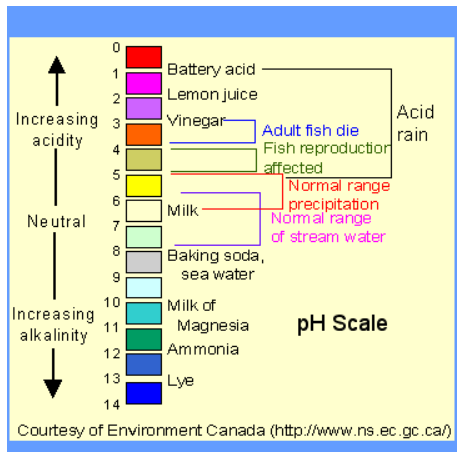 0
Battery acid
1
Lemon juice
2
Vinegar
3
Increasing
acidity
Adult fish die
Acid
rain
4
Fish reproduction
affected
5
Normal range
precipitation
6
Milk
Neutral
Normal range
of stream water
7
8
Baking soda,
sea water
9
10
Milk of
Magnesia
Increasing
alkalinity
11
pH Scale
Ammonia
12
13
Lye
14
Courtesy of Environment Canada (http://www.ns.ec.gc.ca/)